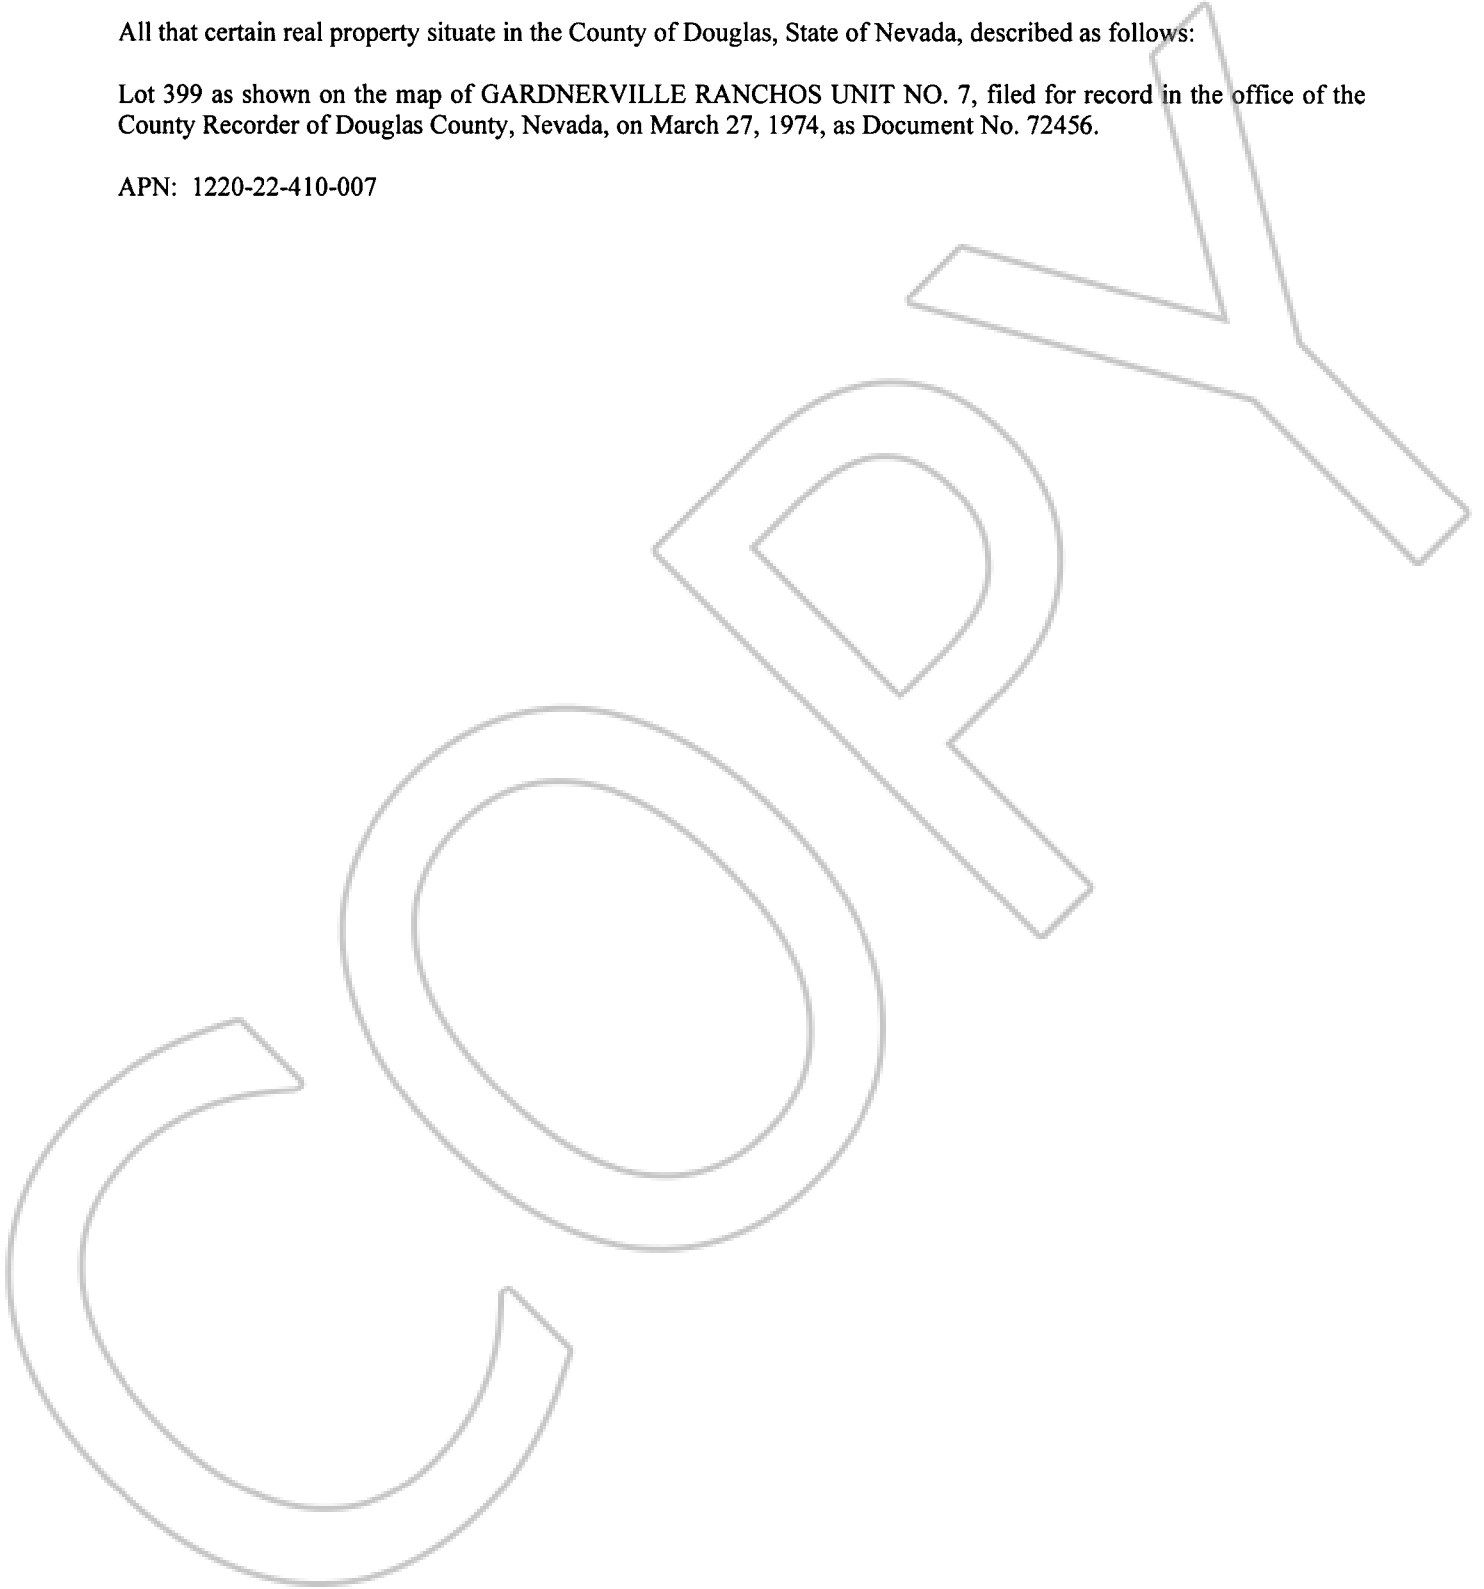 All that certain real property situate in the County of Douglas, State of Nevada, described as follows:
Lot 399 as shown on the map of GARDNERVILLE RANCHOS UNIT NO. 7, filed for record in the office of the
County Recorder of Douglas County, Nevada, on March 27, 1974, as Document No. 72456.
APN: 1220-22-410-007
COPY